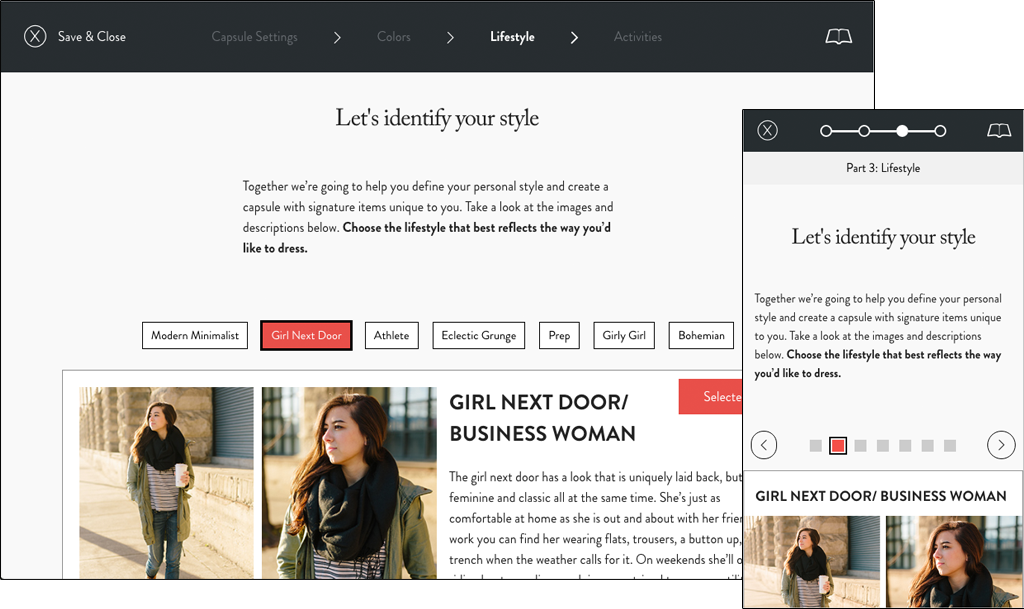 Save & Close
Capsule Settings
Colors
Lifestyle
Activities
Let's identify your style
Together we're going to help you define your personal style and create a
capsule with signature items unique to you. Take a look at the images and
descriptions below. Choose the lifestyle that best reflects the way you'd
like to dress.
Modern Minimalist
Girl Next Door
Athlete
Eclectic Grunge
Prep
Girly Girl
Bohemian
GIRL NEXT DOOR/
BUSINESS WOMAN
Selecte
The girl next door has a look that is uniquely laid back, but
feminine and classic all at the same time. She's just as
comfortable at home as she is out and about with her frien
work you can find her wearing flats, trousers, a button up,
trench when the weather calls for it. On weekends she'll o
Part 3: Lifestyle
Let's identify your style
Together we're going to help you define your personal
style and create a capsule with signature items unique
to you. Take a look at the images and descriptions
below. Choose the lifestyle that best reflects the way
you'd like to dress.
GIRL NEXT DOOR/ BUSINESS WOMAN